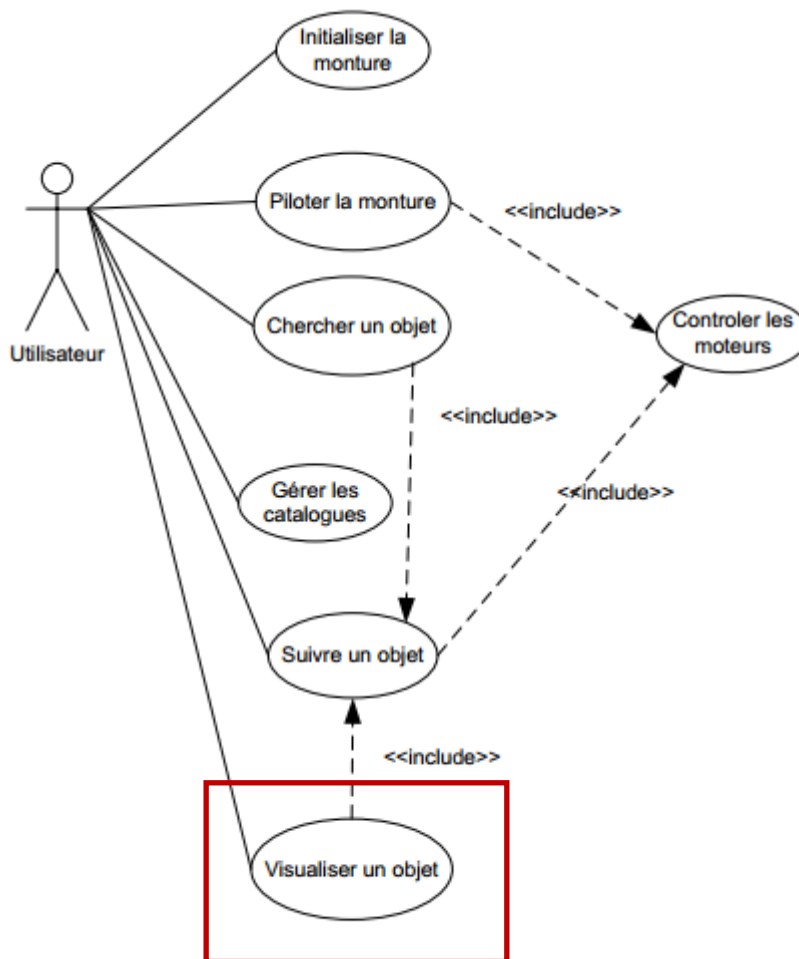 Initialiser la
monture
Piloter la monture
<<include>>
Chercher un objet
Controler les
moteurs
Utilisateur
<<include>>
Gérer les
catalogues
<<include>>
Suivre un objet
<<include>>
Visualiser un objet